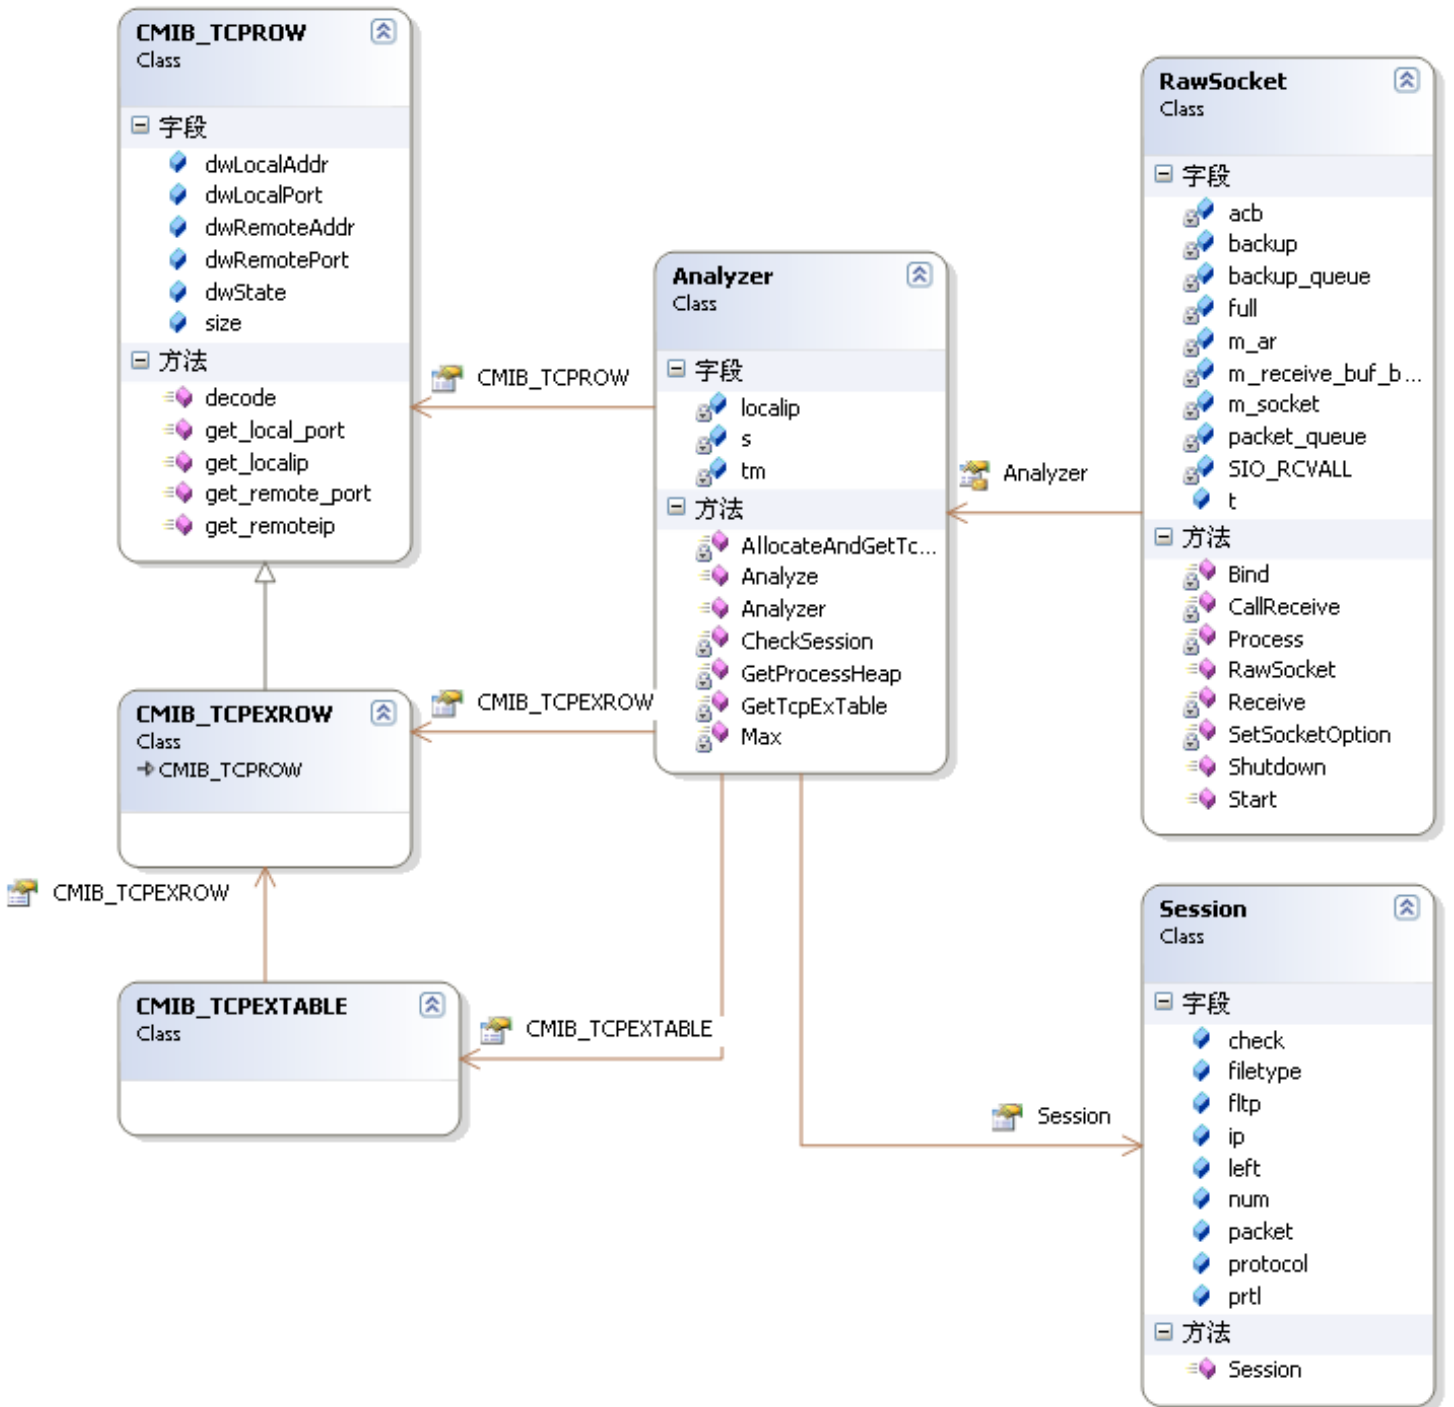 CMIB_TCPROW
Class
字段
dwLocalAddr
dwLocalPort
dwRemoteAddr
dwRemotePort
dwState
size
方法
decode
get_local_port
get_localip
get_remote_port
get_remoteip
CMIB_TCPROW
CMIB_TCPEXROW
Class
CMIB_TCPROW
CMIB_TCPEXROW
CMIB_TCPEXROW
CMIB_TCPEXTABLE
Class
CMIB_TCPEXTABLE
Analyzer
Class
字段
localip
s
tm
方法
AllocateAndGetTc...
Analyze
Analyzer
CheckSession
GetProcessHeap
GetTcpExTable
Max
Analyzer
RawSocket
Class
字段
acb
backup
backup_queue
full
m_ar
m_receive_buf_b...
m_socket
packet_queue
SIO_RCVALL
t
方法
Bind
CallReceive
Process
RawSocket
Receive
SetSocketOption
Shutdown
Start
Session
Session
Class
字段
check
filetype
fltp
ip
left
num
packet
protocol
prtl
方法
Session